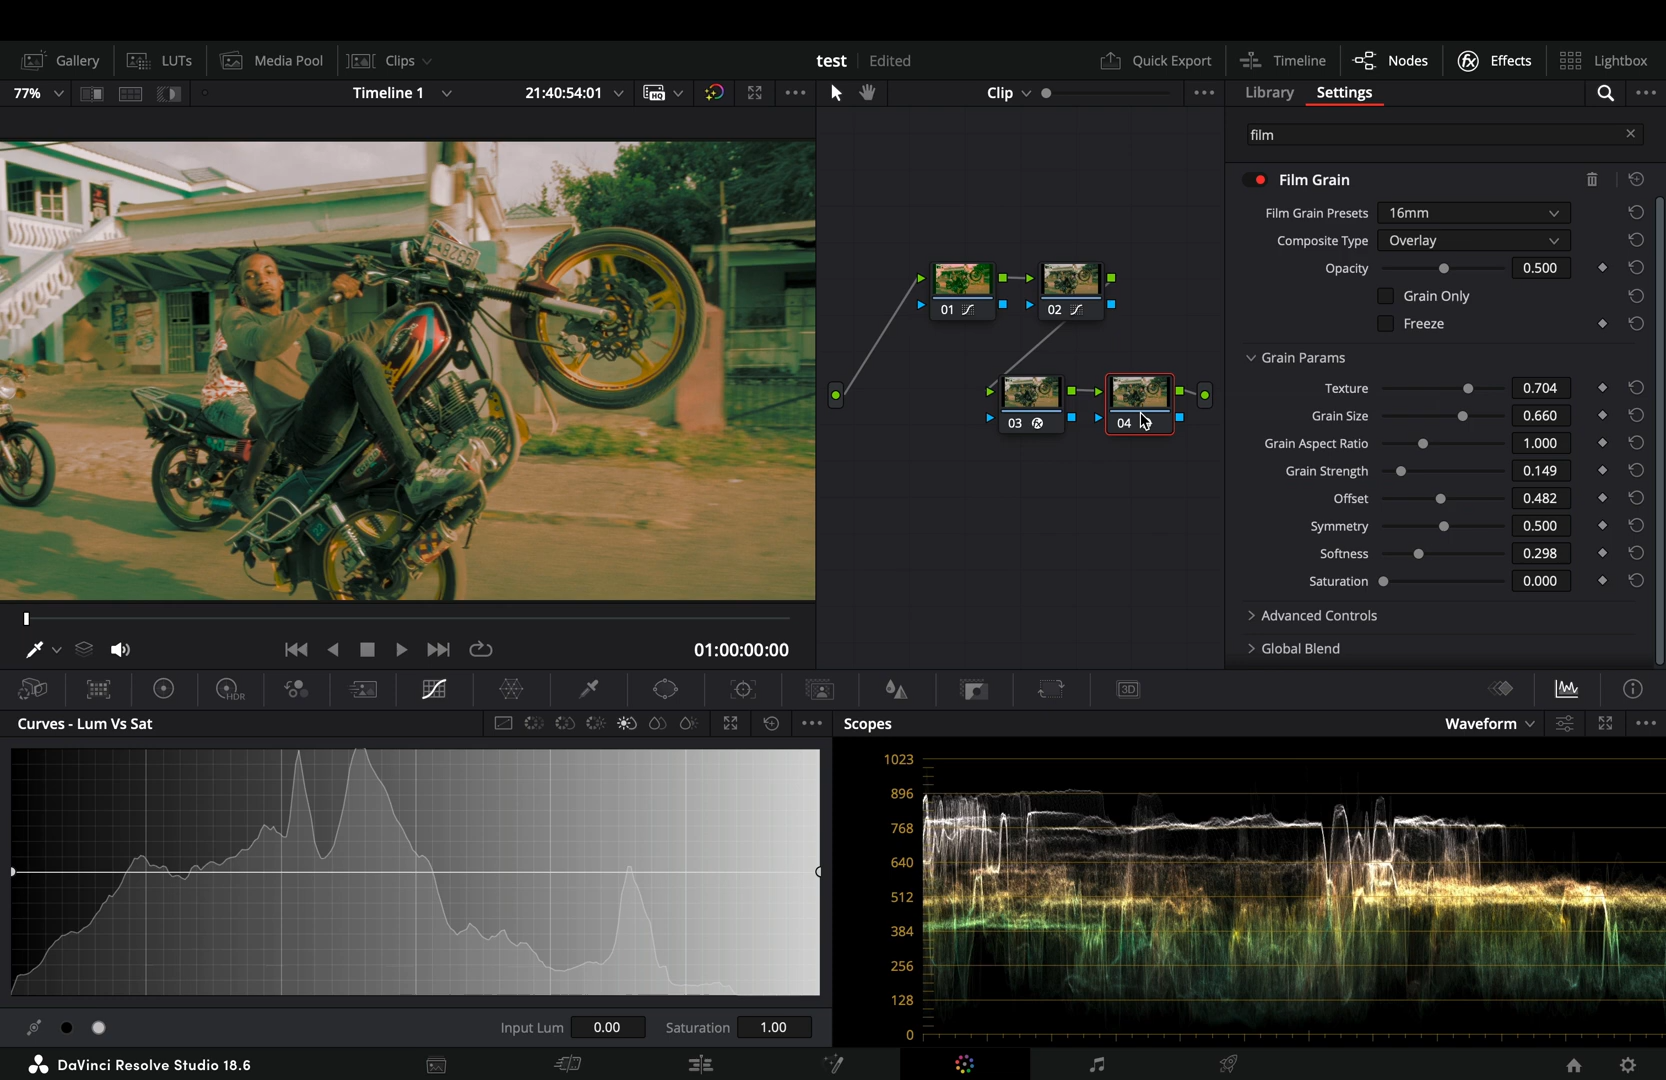 Gallery LUTs Media Pool Clips test Edited Quick Export Timeline Nodes Effects Lightbox
77% Timeline 1 21:40:54:01 HQ Clip Library Settings
film
Film Grain
Film Grain Presets 16mm
Composite Type Overlay
Opacity 0.500
Grain Only
Freeze
Grain Params
Texture 0.704
Grain Size 0.660
Grain Aspect Ratio 1.000
Grain Strength 0.149
Offset 0.482
Symmetry 0.500
Softness 0.298
Saturation 0.000
Advanced Controls
Global Blend
01 02
03 fx 04
01:00:00:00
HDR 3D
Curves - Lum Vs Sat Scopes Waveform
1023
896
768
640
512
384
256
128
0
Input Lum 0.00 Saturation 1.00
DaVinci Resolve Studio 18.6